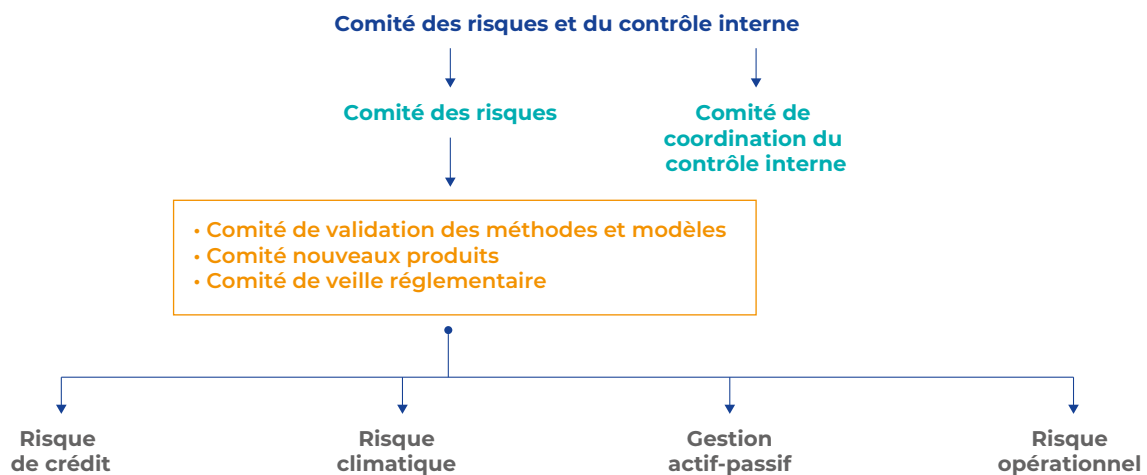 Comité des risques et du contrôle interne
Comité des risques
Comité de
coordination du
contrôle interne
• Comité de validation des méthodes et modèles
• Comité nouveaux produits
• Comité de veille réglementaire
Risque
de crédit
Risque
climatique
Gestion
actif-passif
Risque
opérationnel